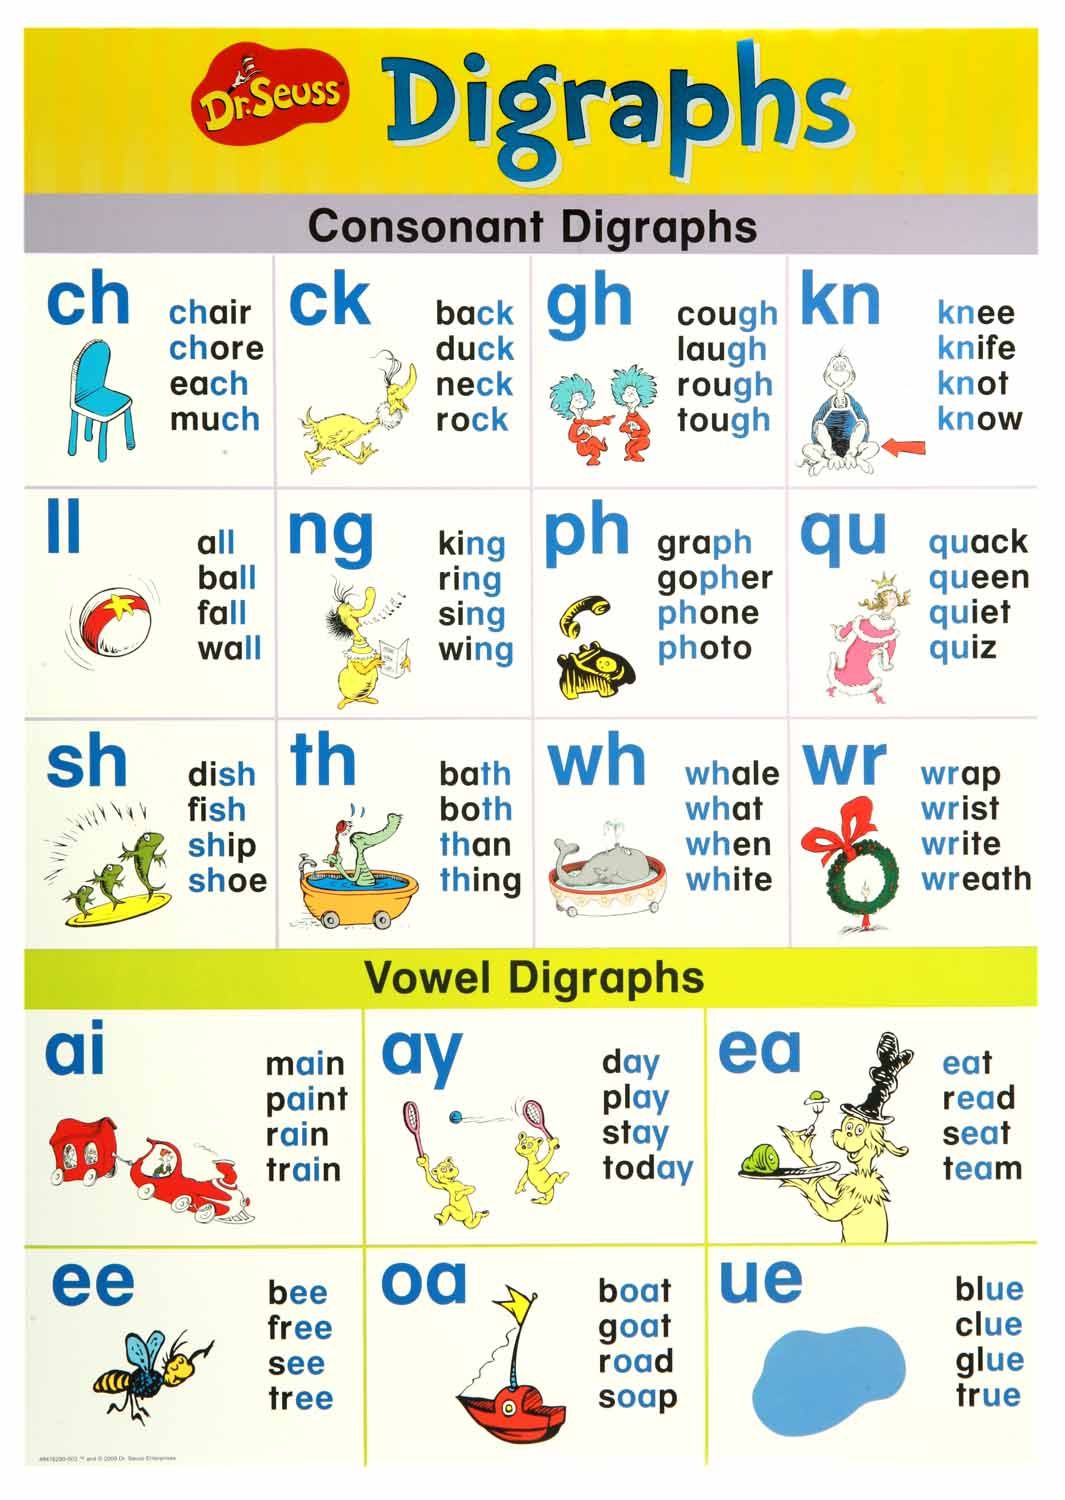 Dr. Seuss
Digraphs
Consonant Digraphs
ch
chair
chore
each
much
ck
back
duck
neck
rock
gh
cough
laugh
rough
tough
kn
knee
knife
knot
know
ll
all
ball
fall
wall
ng
king
ring
sing
wing
ph
graph
gopher
phone
photo
qu
quack
queen
quiet
quiz
sh
dish
fish
ship
shoe
th
bath
both
than
thing
wh
whale
what
when
white
wr
wrap
wrist
write
wreath
Vowel Digraphs
ai
main
paint
rain
train
ay
day
play
stay
today
ea
eat
read
seat
team
ee
bee
free
see
tree
oa
boat
goat
road
soap
ue
blue
clue
glue
true
™ and © 2009 Dr. Seuss Enterprises